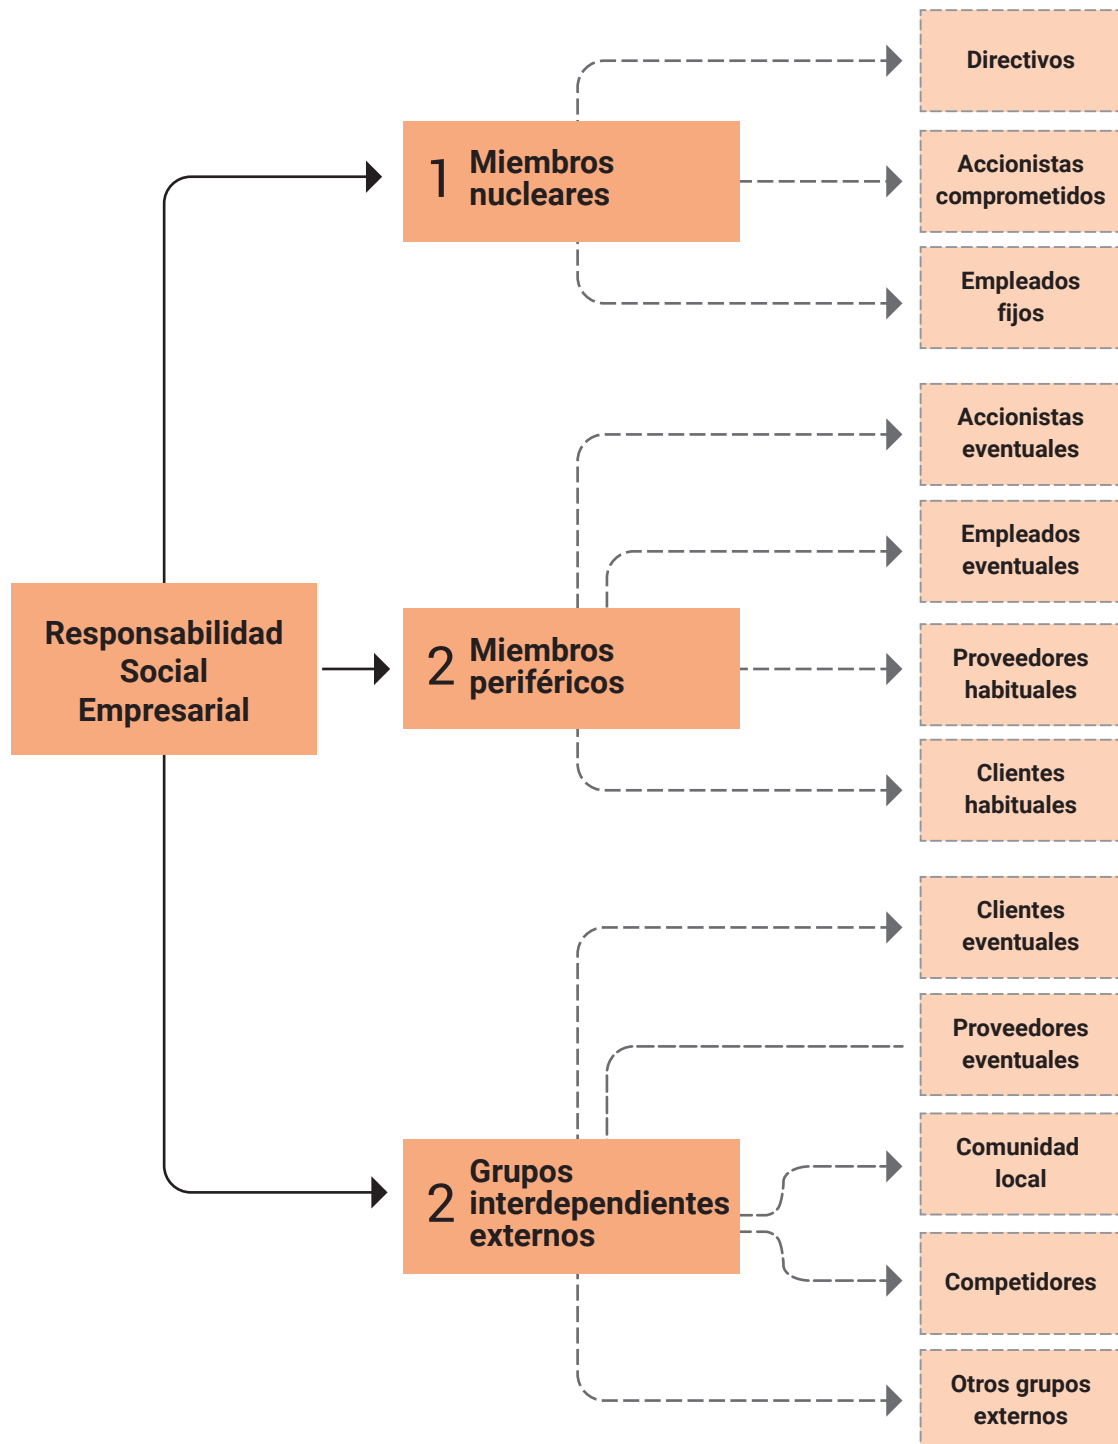 Responsabilidad
Social
Empresarial
1 Miembros
nucleares
Directivos
Accionistas
comprometidos
Empleados
fijos
2 Miembros
periféricos
Accionistas
eventuales
Empleados
eventuales
Proveedores
habituales
Clientes
habituales
2 Grupos
interdependientes
externos
Clientes
eventuales
Proveedores
eventuales
Comunidad
local
Competidores
Otros grupos
externos